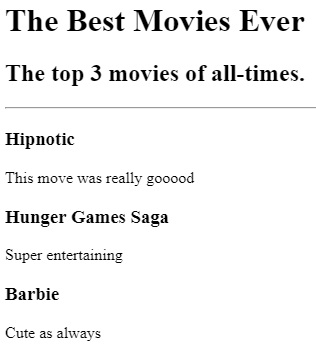 The Best Movies Ever
The top 3 movies of all-times.
Hipnotic
This move was really gooood
Hunger Games Saga
Super entertaining
Barbie
Cute as always